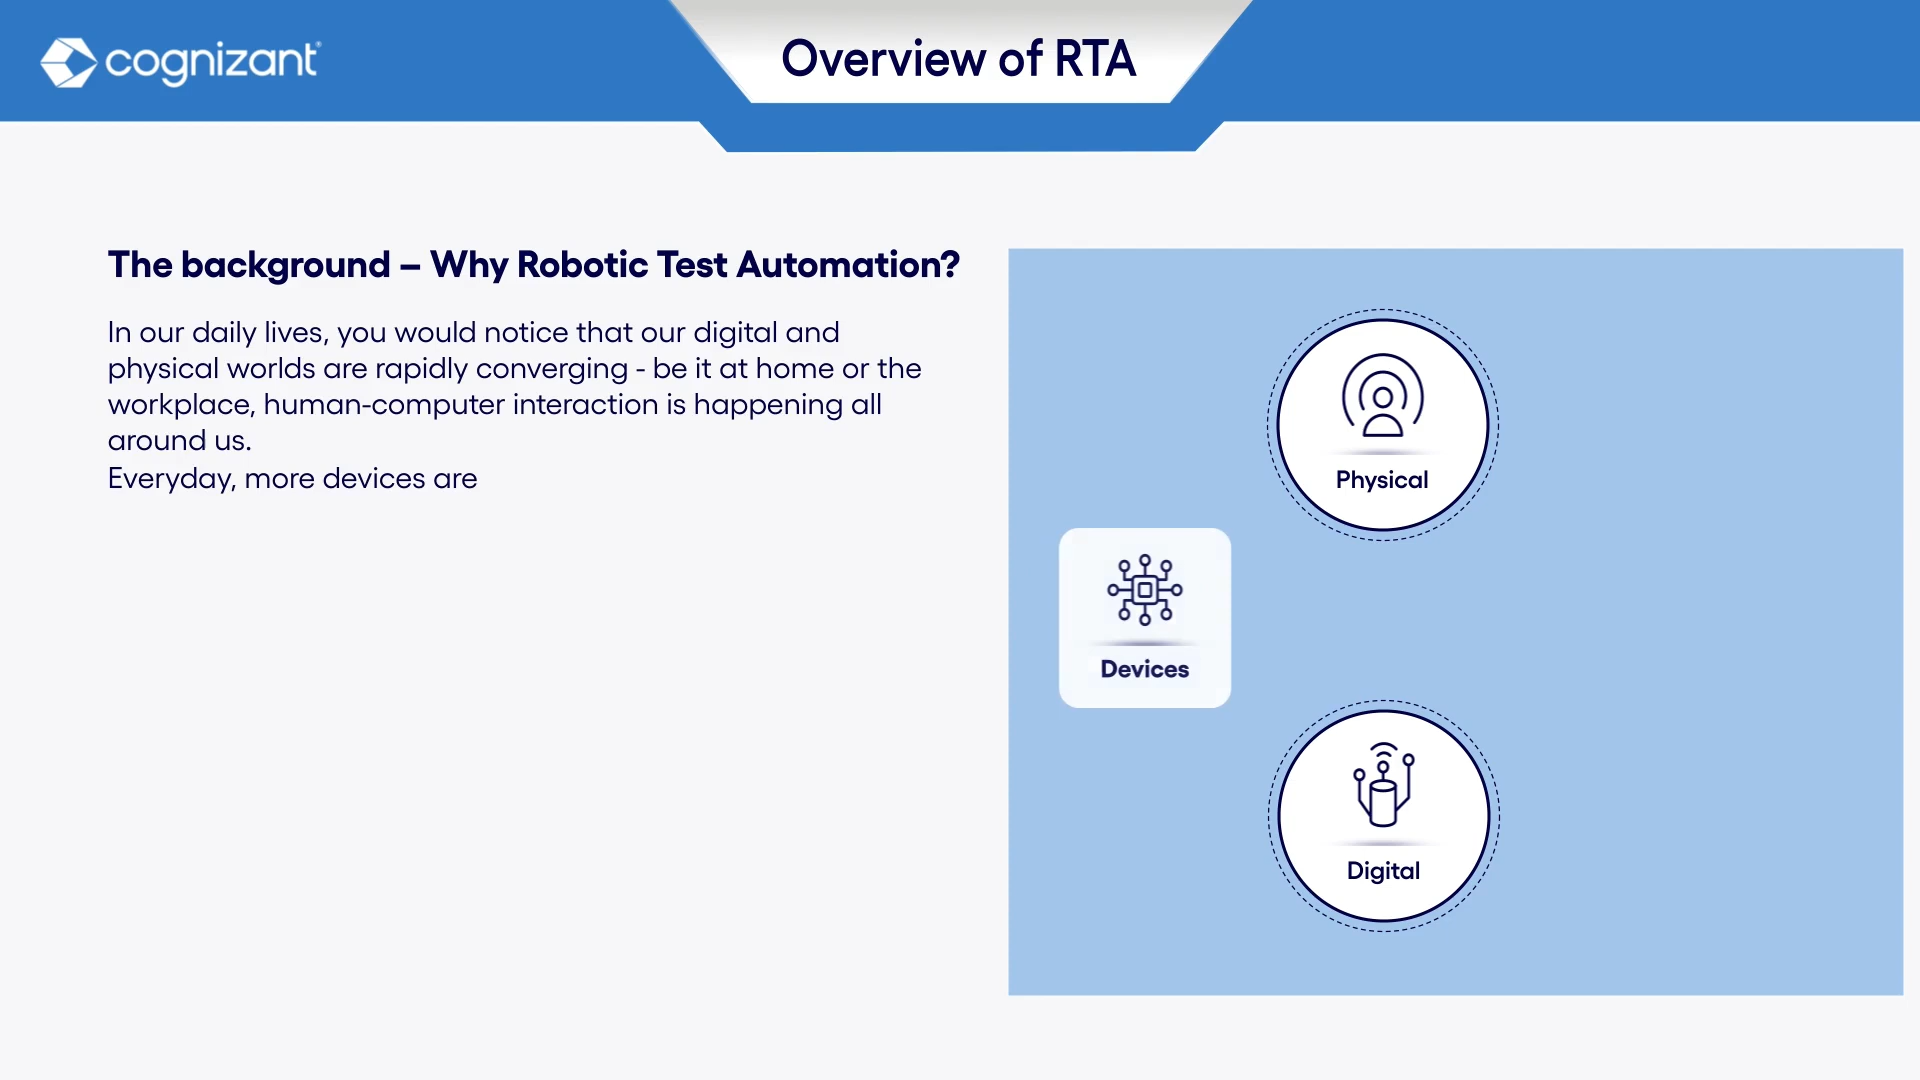 cognizant
Overview of RTA
The background – Why Robotic Test Automation?
In our daily lives, you would notice that our digital and
physical worlds are rapidly converging - be it at home or the
workplace, human-computer interaction is happening all
around us.
Everyday, more devices are
Physical
Devices
Digital